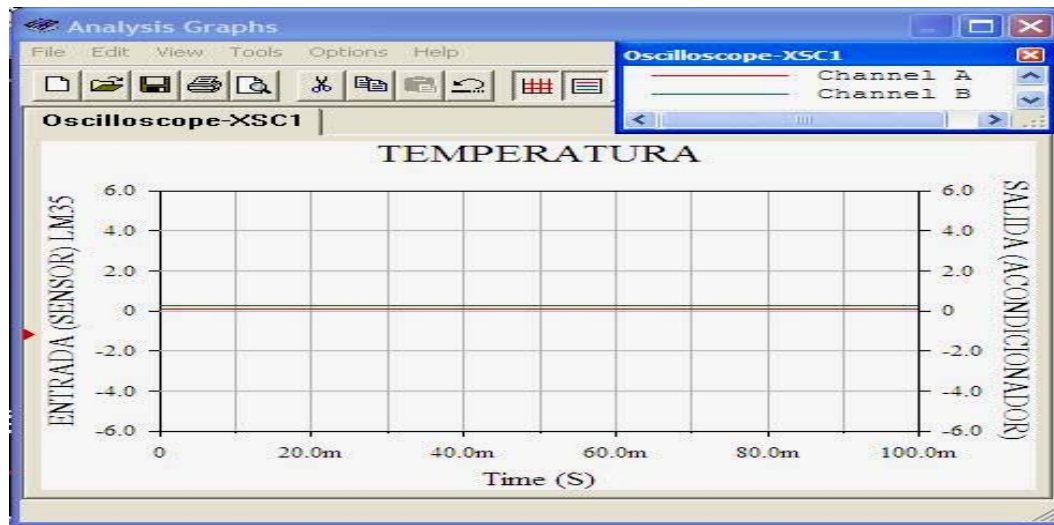 Analysis Graphs
File Edit View Tools Options Help
Oscilloscope-XSC1
Channel A
Channel B
Oscilloscope-XSC1
TEMPERATURA
ENTRADA (SENSOR) LM35
6.0
4.0
2.0
0
-2.0
-4.0
-6.0
6.0
4.0
2.0
0
-2.0
-4.0
-6.0
SALIDA (ACONDICIONADOR)
0 20.0m 40.0m 60.0m 80.0m 100.0m
Time (S)